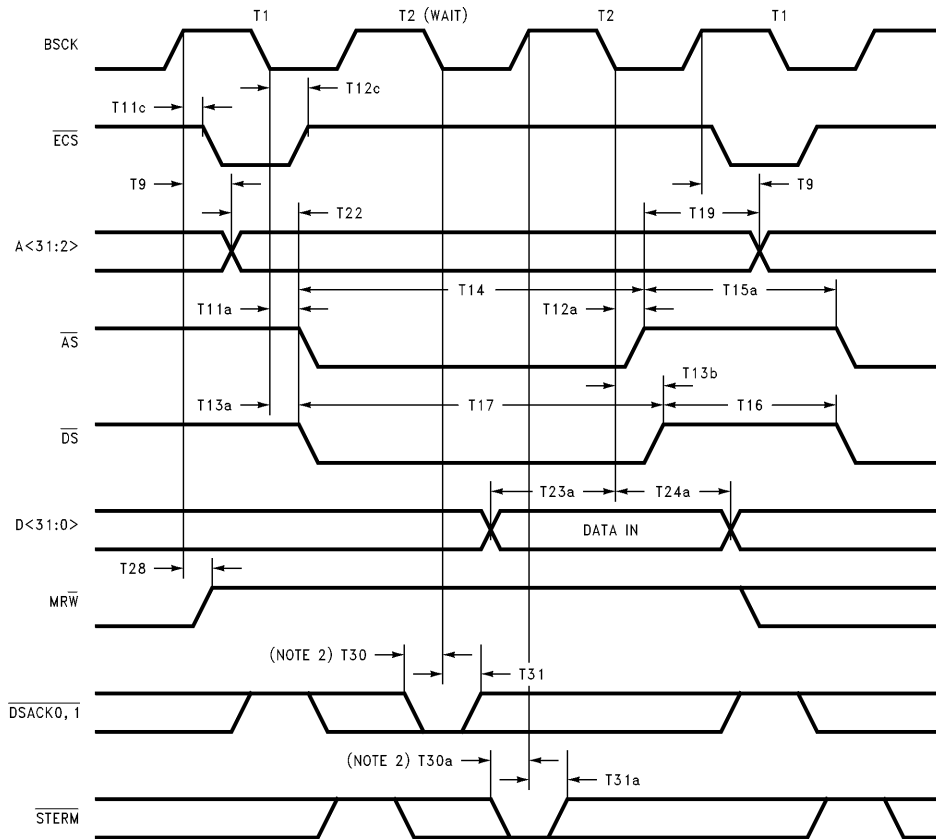 T1 T2 (WAIT) T2 T1
BSCK
T11c T12c
ECS
T9 T9
T22 T19
A<31:2>
T14 T15a
T11a T12a
AS
T13b
T13a T17 T16
DS
T23a T24a
D<31:0> DATA IN
T28
MRW
(NOTE 2) T30 T31
DSACK0, 1
(NOTE 2) T30a T31a
STERM